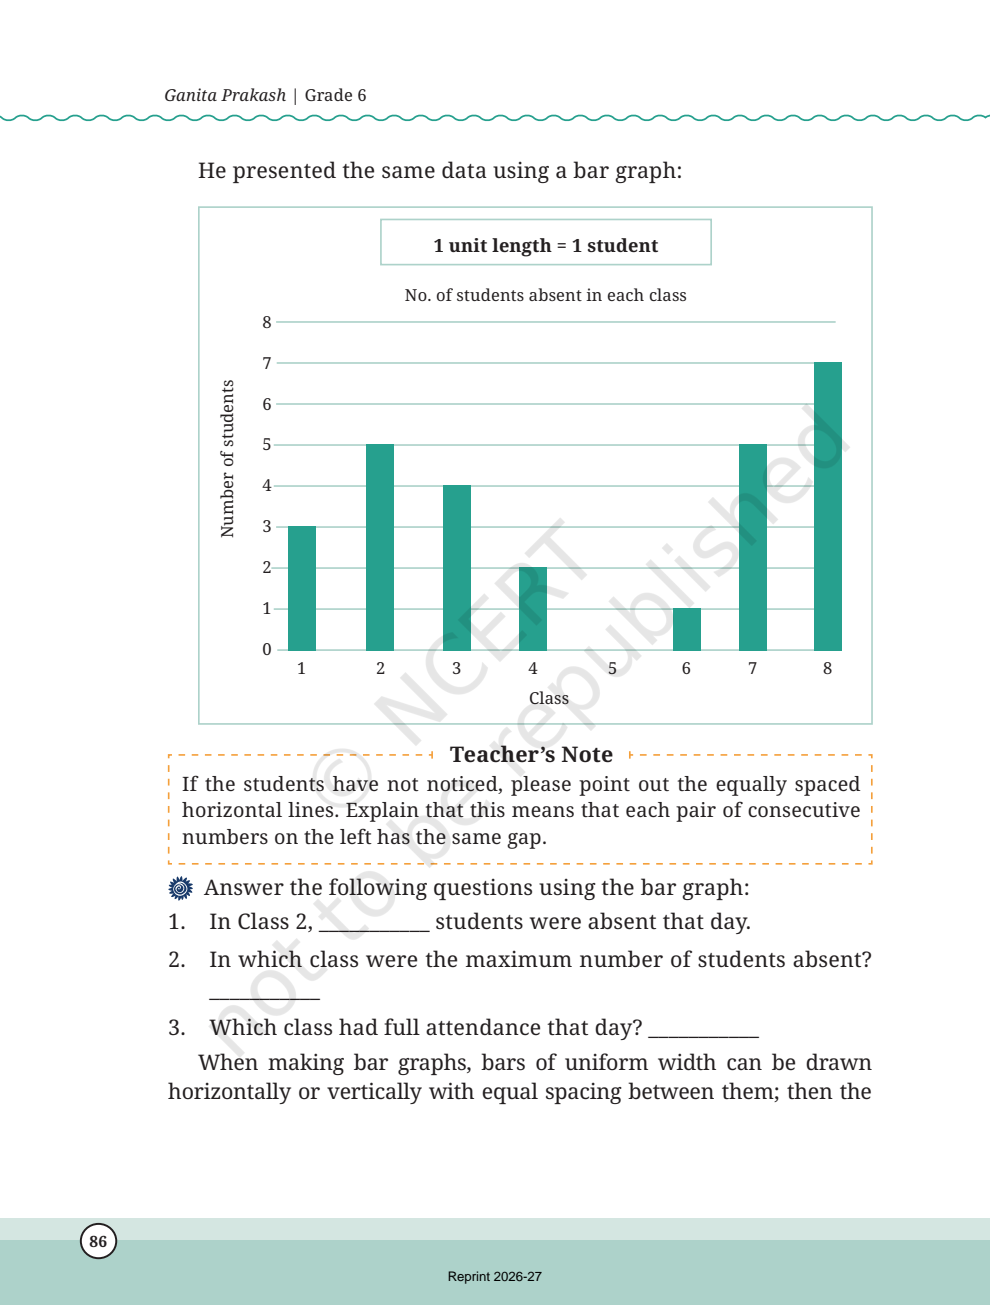 Ganita Prakash | Grade 6
He presented the same data using a bar graph:
1 unit length = 1 student
No. of students absent in each class
8
7
6
5
4
3
2
1
0
Number of students
1 2 3 4 5 6 7 8
Class
Teacher’s Note
If the students have not noticed, please point out the equally spaced
horizontal lines. Explain that this means that each pair of consecutive
numbers on the left has the same gap.
Answer the following questions using the bar graph:
1. In Class 2, ___________ students were absent that day.
2. In which class were the maximum number of students absent?
___________
3. Which class had full attendance that day? ___________
When making bar graphs, bars of uniform width can be drawn
horizontally or vertically with equal spacing between them; then the
© NCERT
not to be republished
86
Reprint 2026-27